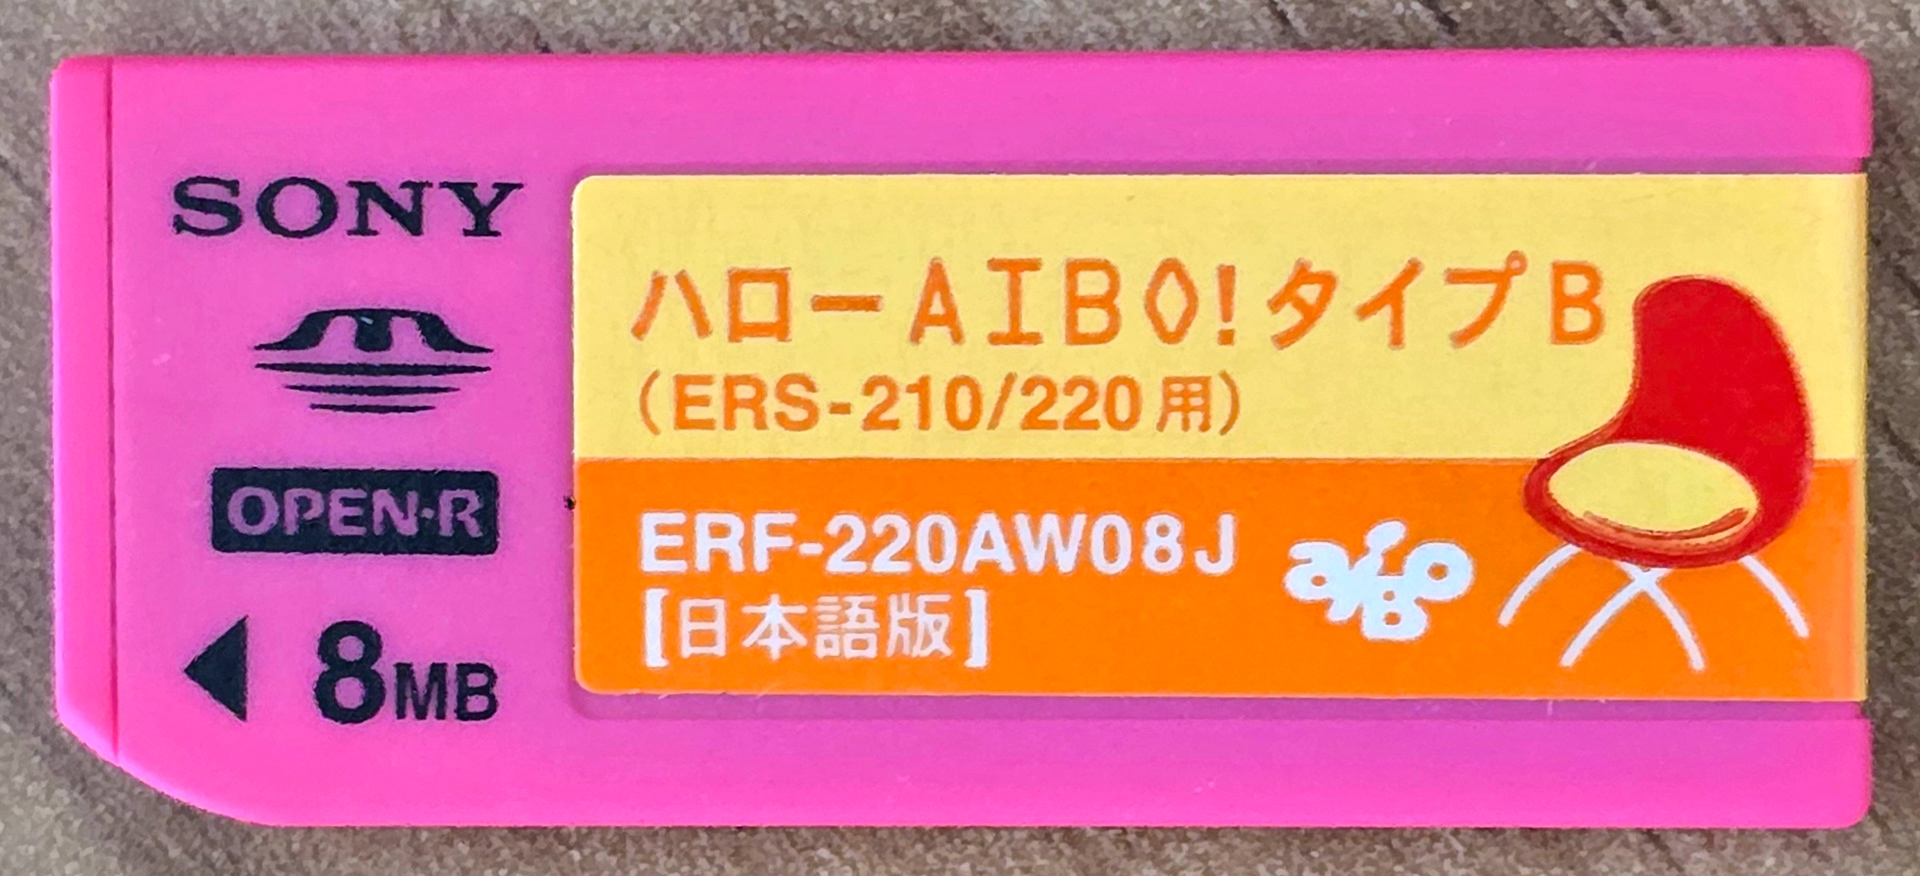 SONY
OPEN·R
8MB
ハローAIBO!タイプB
(ERS-210/220用)
ERF-220AW08J
【日本語版】
aiBo